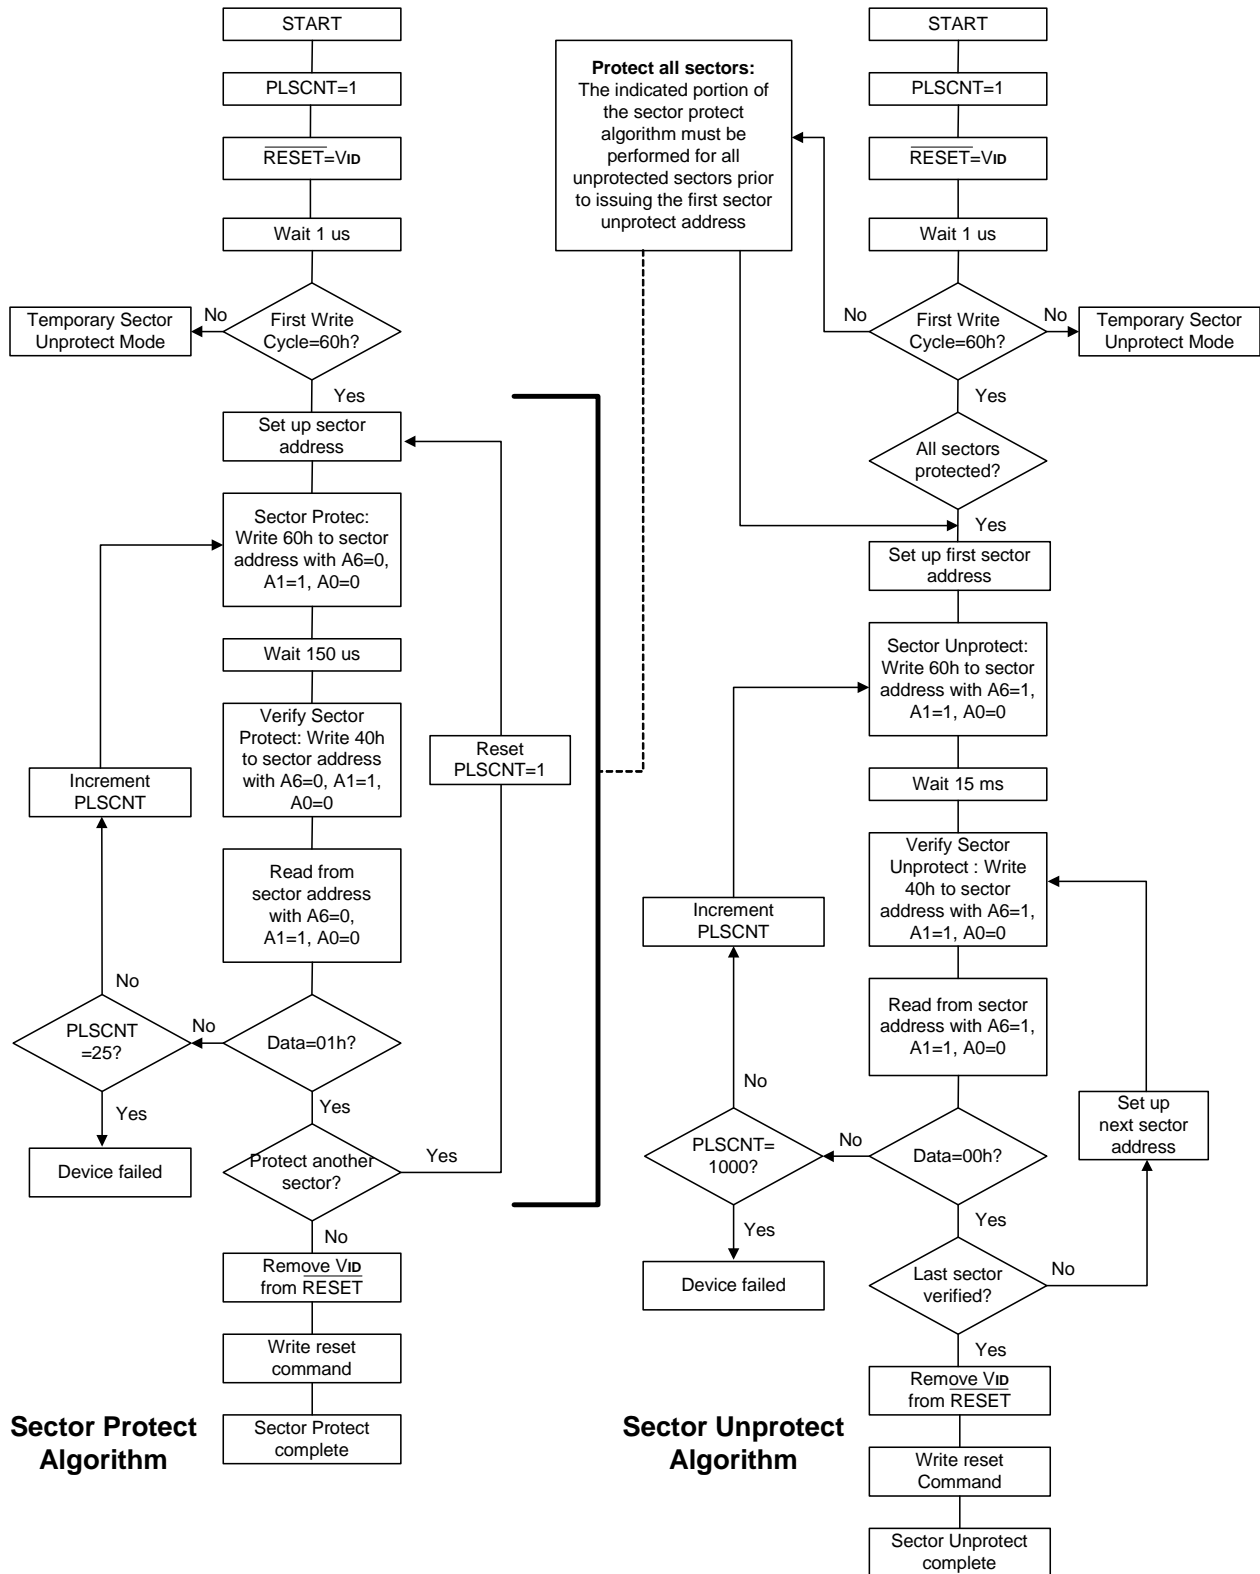 START
PLSCNT=1
RESET=VID
Wait 1 us
First Write
Cycle=60h?
No
Temporary Sector
Unprotect Mode
Yes
Set up sector
address
Sector Protec:
Write 60h to sector
address with A6=0,
A1=1, A0=0
Wait 150 us
Verify Sector
Protect: Write 40h
to sector address
with A6=0, A1=1,
A0=0
Reset
PLSCNT=1
Increment
PLSCNT
Read from
sector address
with A6=0,
A1=1, A0=0
No
PLSCNT
=25?
No
Data=01h?
Yes
Yes
Device failed
Protect another
sector?
Yes
No
Remove VID
from RESET
Write reset
command
Sector Protect
complete
Sector Protect
Algorithm
Protect all sectors:
The indicated portion of
the sector protect
algorithm must be
performed for all
unprotected sectors prior
to issuing the first sector
unprotect address
START
PLSCNT=1
RESET=VID
Wait 1 us
No
First Write
Cycle=60h?
No
Temporary Sector
Unprotect Mode
Yes
All sectors
protected?
Yes
Set up first sector
address
Sector Unprotect:
Write 60h to sector
address with A6=1,
A1=1, A0=0
Wait 15 ms
Verify Sector
Unprotect : Write
40h to sector
address with A6=1,
A1=1, A0=0
Increment
PLSCNT
Read from sector
address with A6=1,
A1=1, A0=0
No
Set up
next sector
address
PLSCNT=
1000?
No
Data=00h?
Yes
Yes
Device failed
Last sector
verified?
No
Yes
Remove VID
from RESET
Sector Unprotect
Algorithm
Write reset
Command
Sector Unprotect
complete